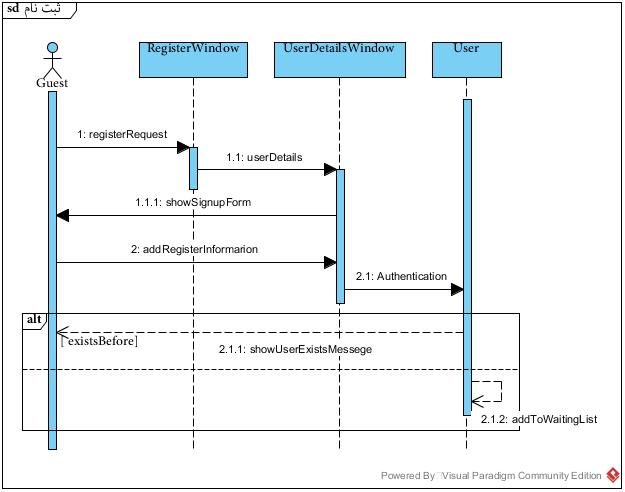 sd ثبت نام
RegisterWindow
UserDetailsWindow
User
Guest
1: registerRequest
1.1: userDetails
1.1.1: showSignupForm
2: addRegisterInformarion
2.1: Authentication
alt
[ existsBefore]
2.1.1: showUserExistsMessege
2.1.2: addToWaitingList
Powered By Visual Paradigm Community Edition